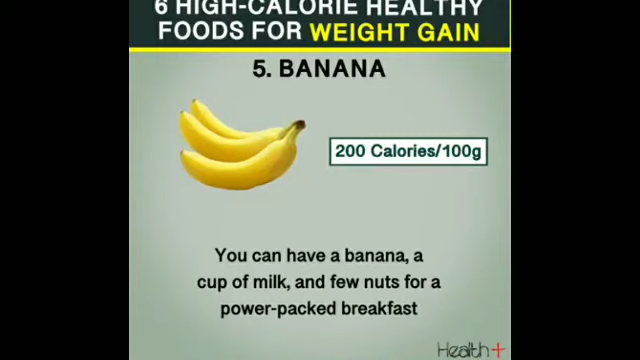 6 HIGH-CALORIE HEALTHY
FOODS FOR WEIGHT GAIN
5. BANANA
200 Calories/100g
You can have a banana, a
cup of milk, and few nuts for a
power-packed breakfast
Health+